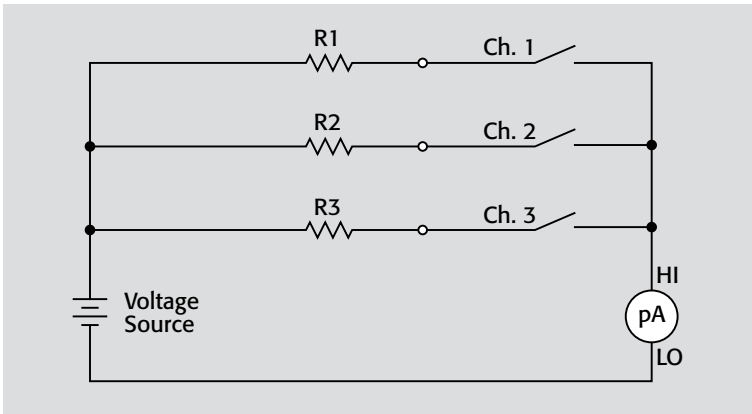 R1
Ch. 1
R2
Ch. 2
R3
Ch. 3
Voltage
Source
HI
pA
LO